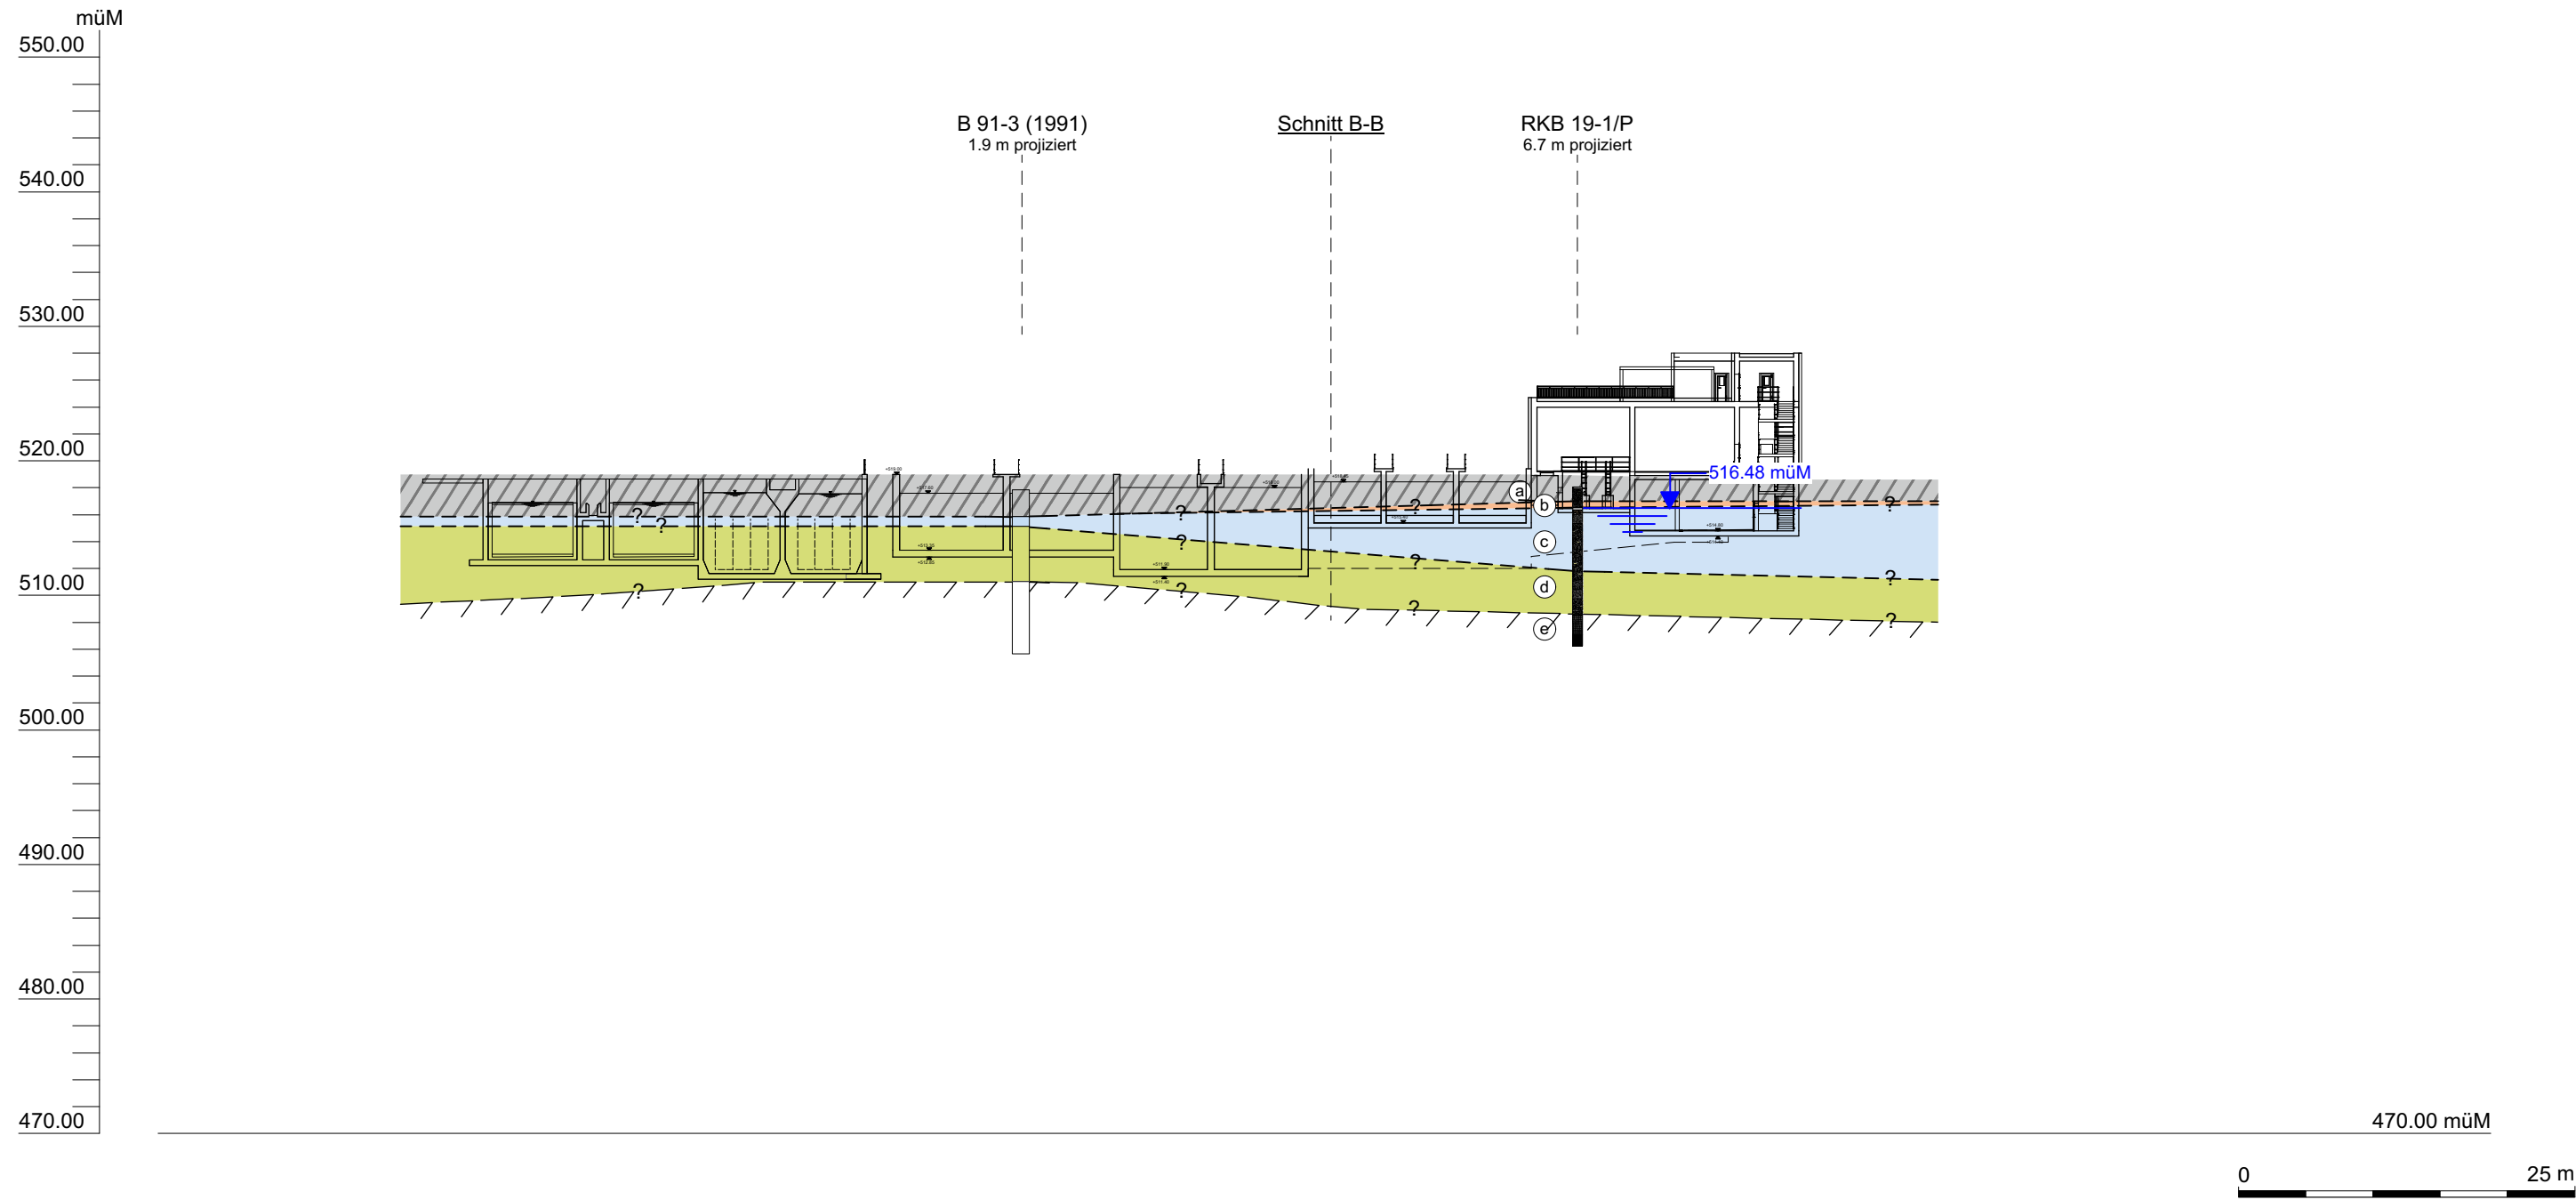 müM
550.00
540.00
530.00
520.00
510.00
500.00
490.00
480.00
470.00
B 91-3 (1991)
1.9 m projiziert
Schnitt B-B
RKB 19-1/P
6.7 m projiziert
516.48 müM
a
b
c
d
e
?
?
?
?
?
?
?
?
?
?
?
?
+519.00
470.00 müM
0
25 m